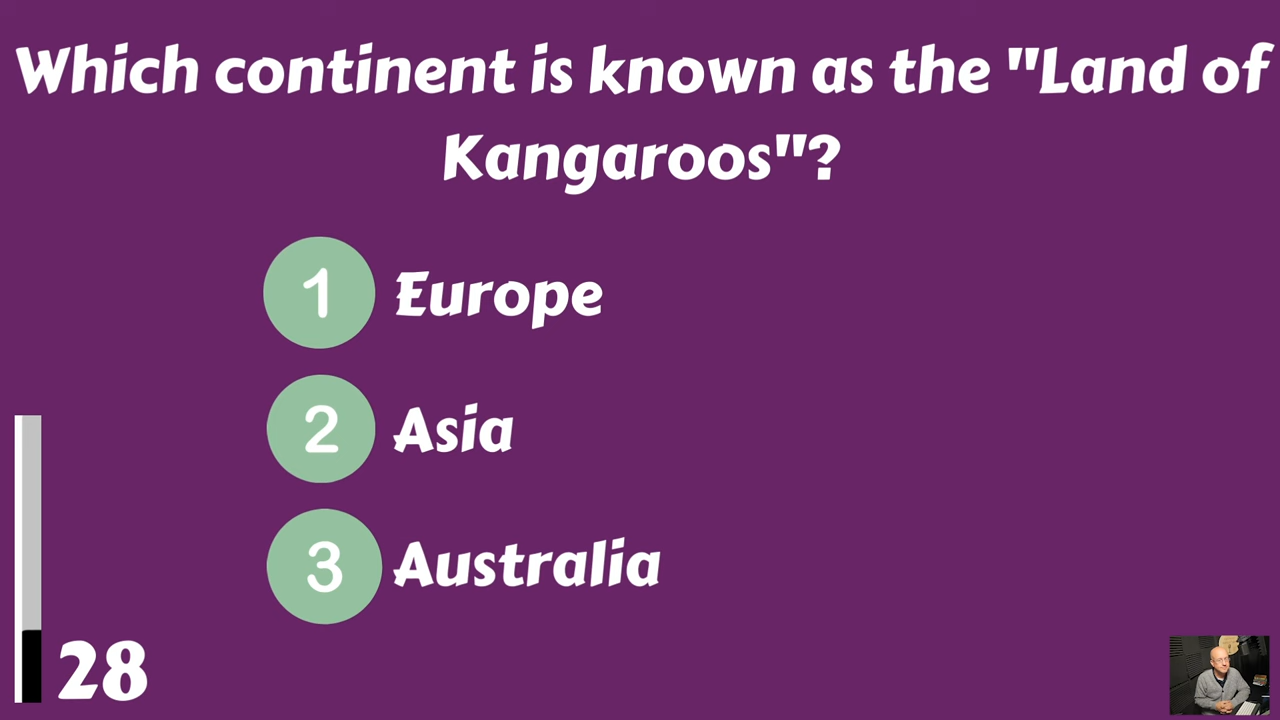 Which continent is known as the "Land of
Kangaroos"?
1 Europe
2 Asia
3 Australia
28